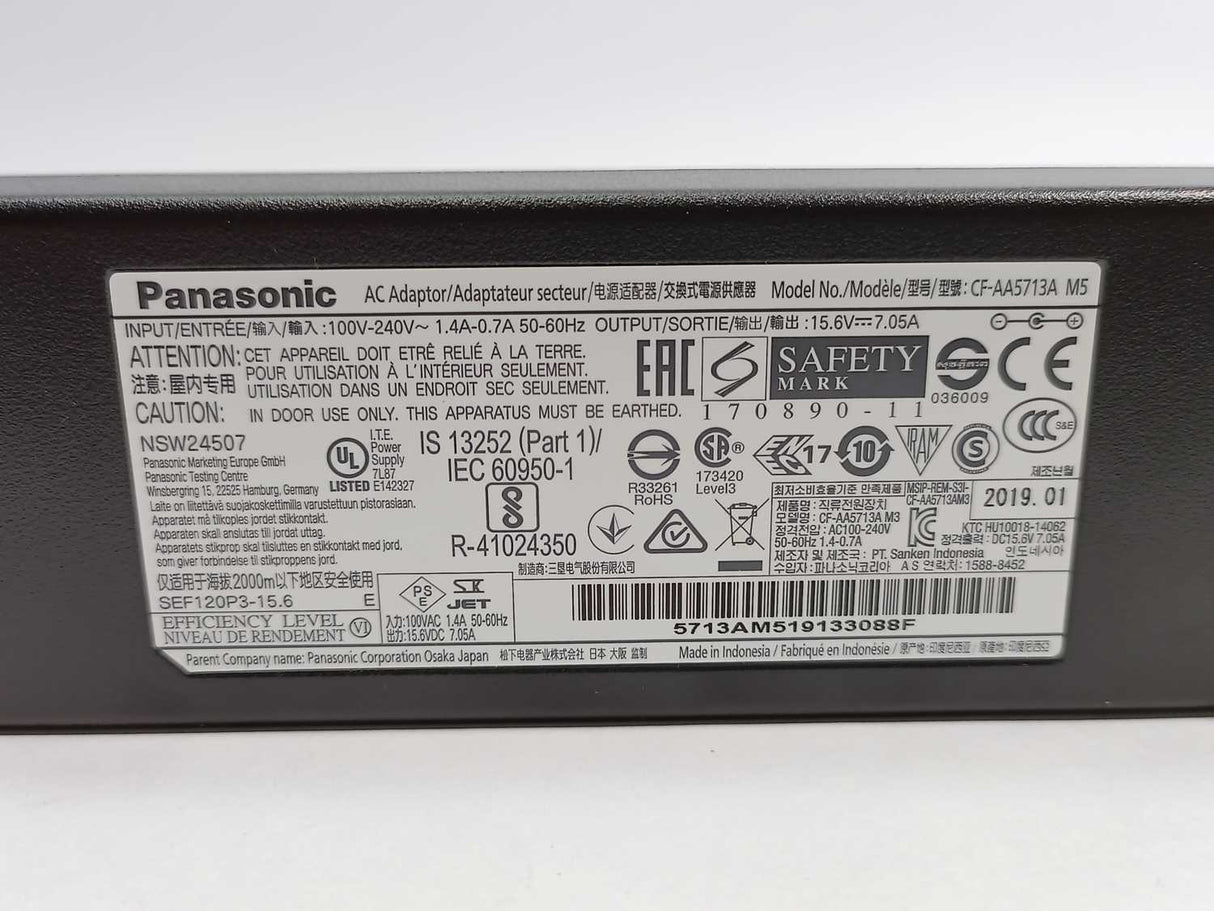 Panasonic AC Adaptor/Adaptateur secteur/电源适配器/交換式電源供應器 Model No./Modèle/型号/型號: CF-AA5713A M5
INPUT/ENTRÉE/输入/輸入 :100V-240V~ 1.4A-0.7A 50-60Hz OUTPUT/SORTIE/输出/輸出 :15.6V⎓7.05A
ATTENTION: CET APPAREIL DOIT ETRÊ RELIÉ À LA TERRE.
POUR UTILISATION À L'INTÉRIEUR SEULEMENT.
注意:屋内专用 UTILISATION DANS UN ENDROIT SEC SEULEMENT.
CAUTION: IN DOOR USE ONLY. THIS APPARATUS MUST BE EARTHED.
EAC
SAFETY
MARK
170890-11
036009
CE
CCC
S&E
NSW24507
Panasonic Marketing Europe GmbH
Panasonic Testing Centre
Winsbergring 15, 22525 Hamburg, Germany
UL
LISTED
I.T.E.
Power
Supply
7L87
E142327
IS 13252 (Part 1)/
IEC 60950-1
R-41024350
R33261
RoHS
SA ®
173420
Level3
17
10
IRAM
S
제조년월
2019. 01
Laite on liitettävä suojakoskettimilla varustettuun pistorasiaan.
Apparatet må tilkoples jordet stikkontakt.
Apparaten skall anslutas till jordat uttag.
Apparatets stikprop skal tilsluttes en stikkontakt med jord,
som giver forbindelse til stikproppens jord.
仅适用于海拔2000m以下地区安全使用
SEF120P3-15.6 E
EFFICIENCY LEVEL
NIVEAU DE RENDEMENT VI
PS
E
JET
入力:100VAC 1.4A 50-60Hz
出力:15.6VDC 7.05A
制造商:三垦电气股份有限公司
최저소비효율기준 만족제품
제품명 : 직류전원장치
모델명 : CF-AA5713A M3
정격전압 : AC100-240V
50-60Hz 1.4-0.7A
MSIP-REM-S3I-
CF-AA5713AM3
KTC HU10018-14062
정격출력 : DC15.6V 7.05A
제조자 및 제조국 : PT. Sanken Indonesia 인도네시아
수입자 : 파나소닉코리아 A S 연락처 : 1588-8452
5713AM519133088F
Parent Company name: Panasonic Corporation Osaka Japan 松下电器产业株式会社 日本 大阪 监制 Made in Indonesia / Fabriqué en Indonésie / 原产地:印度尼西亚 / 原產地:印度尼西亞